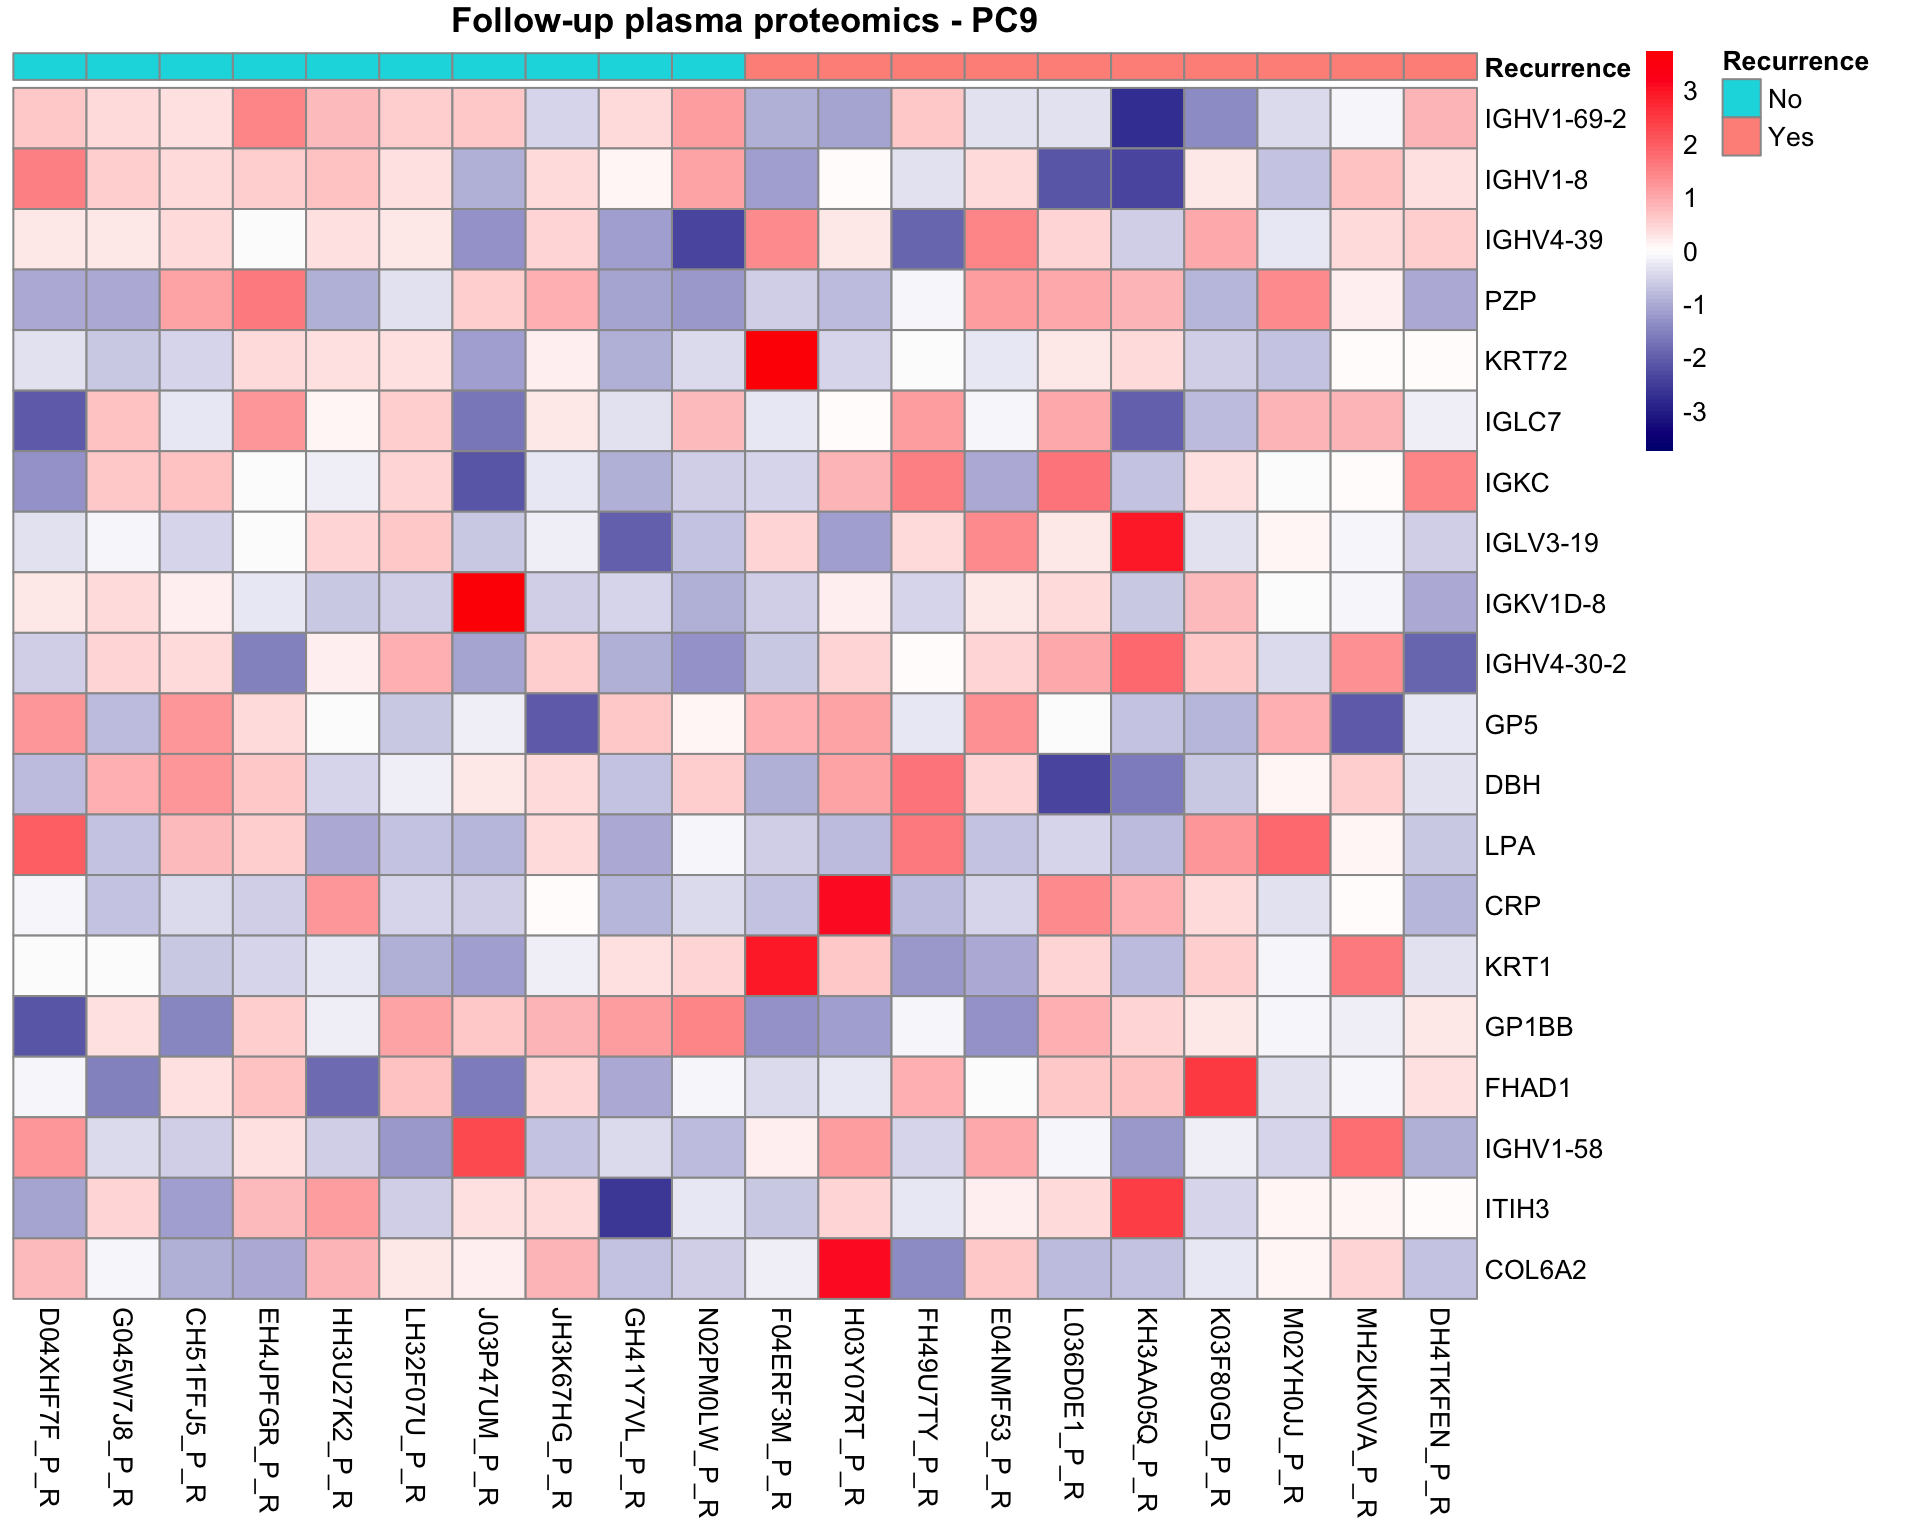 Follow-up plasma proteomics - PC9
Recurrence
IGHV1-69-2
IGHV1-8
IGHV4-39
PZP
KRT72
IGLC7
IGKC
IGLV3-19
IGKV1D-8
IGHV4-30-2
GP5
DBH
LPA
CRP
KRT1
GP1BB
FHAD1
IGHV1-58
ITIH3
COL6A2
D04XHF7F_P_R
G045W7J8_P_R
CH51FFJ5_P_R
EH4JPFGR_P_R
HH3U27K2_P_R
LH32F07U_P_R
J03P47UM_P_R
JH3K67HG_P_R
GH41Y7VL_P_R
N02PM0LW_P_R
F04ERF3M_P_R
H03Y07RT_P_R
FH49U7TY_P_R
E04NMF53_P_R
L036D0E1_P_R
KH3AA05Q_P_R
K03F80GD_P_R
M02YH0JJ_P_R
MH2UK0VA_P_R
DH4TKFEN_P_R
3
2
1
0
-1
-2
-3
Recurrence
No
Yes